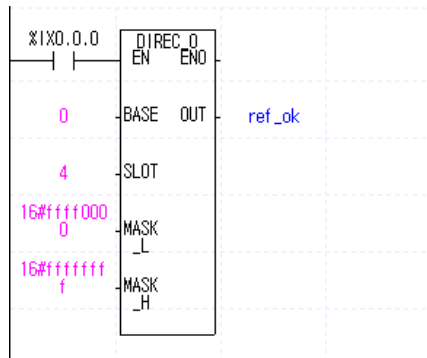 %IX0.0.0
DIREC_O
EN ENO
0
BASE OUT
ref_ok
4
SLOT
16#ffff000
0
MASK
_L
16#fffffff
f
MASK
_H